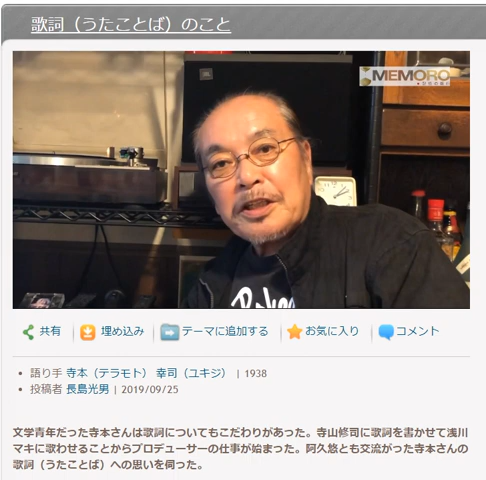 歌詞（うたことば）のこと
MEMORO
共有
埋め込み
テーマに追加する
お気に入り
コメント
• 語り手 寺本（テラモト） 幸司（ユキジ） | 1938
• 投稿者 長島光男 | 2019/09/25
文学青年だった寺本さんは歌詞についてもこだわりがあった。寺山修司に歌詞を書かせて浅川
マキに歌わせることからプロデューサーの仕事が始まった。阿久悠とも交流がった寺本さんの
歌詞（うたことば）への思いを伺った。